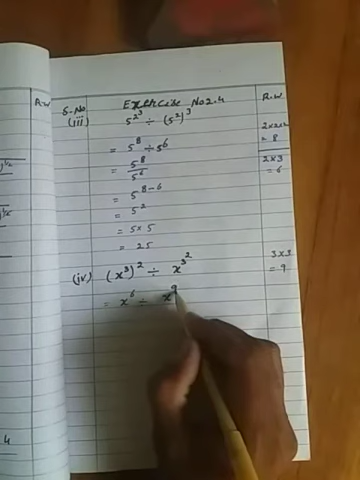 S.No Exercise No 2.4 R.W
(iii) 5^2^3 ÷ (5^2)^3
= 5^8 ÷ 5^6 2×2×2
= 8
= 5^8/5^6 2×3
= 6
= 5^8-6
= 5^2
= 5×5
= 25
(iv) (x^3)^2 ÷ x^3^2 3×3
= x^6 ÷ x^9 = 9
R.W
4